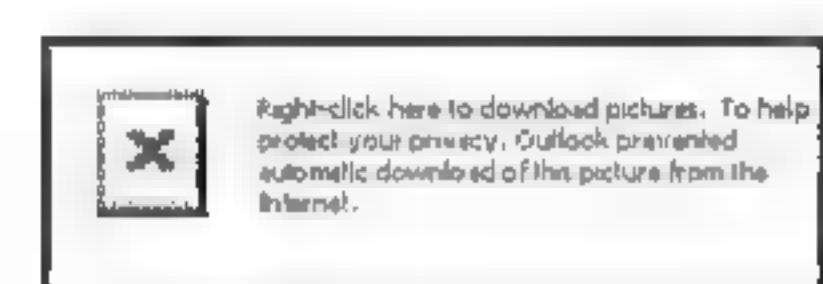 Right-click here to download pictures. To help
protect your privacy, Outlook prevented
automatic download of this picture from the
Internet.